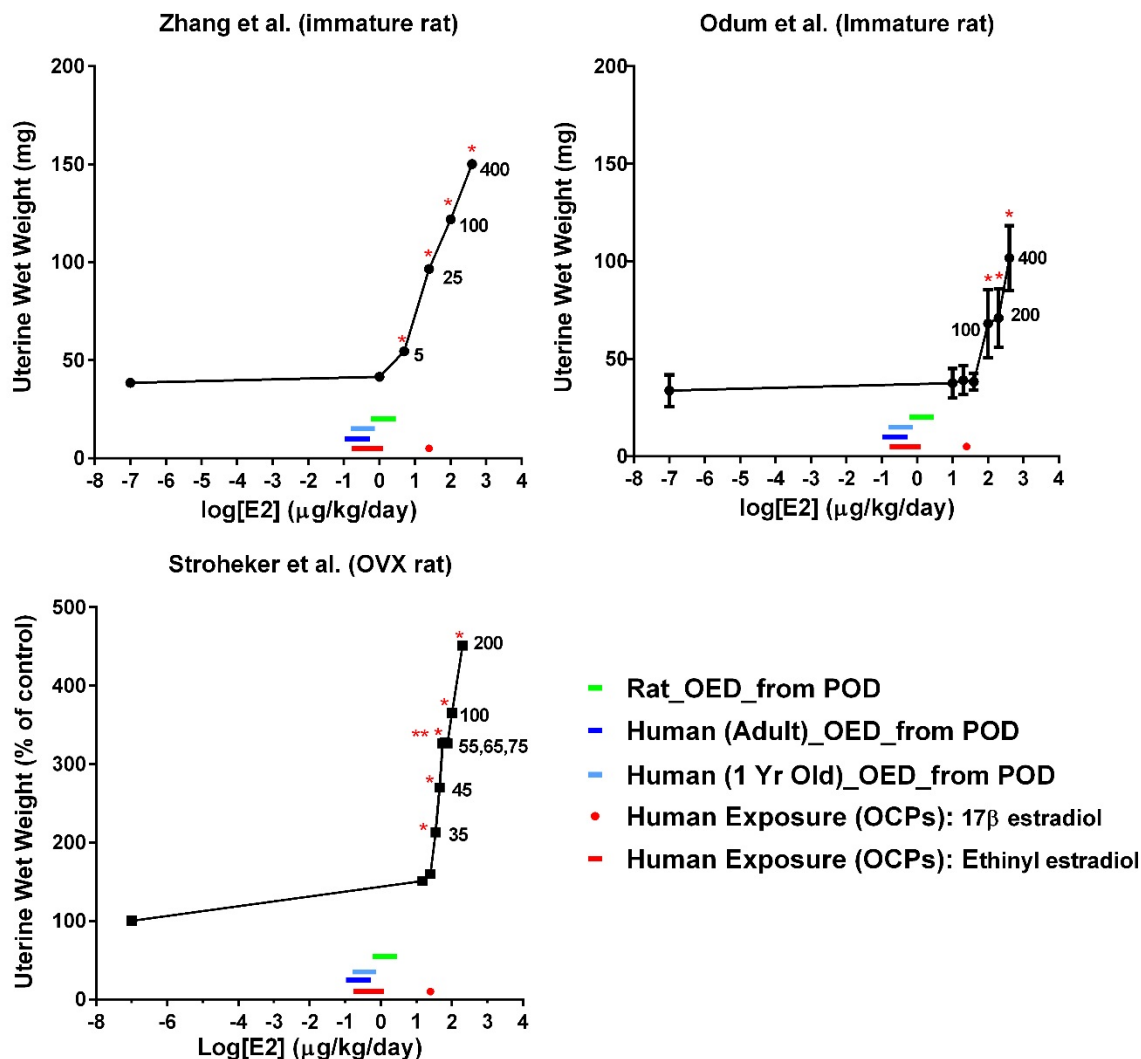 Zhang et al. (immature rat)
Uterine Wet Weight (mg)
200
150
100
50
0
* 400
* 100
* 25
* 5
-8 -7 -6 -5 -4 -3 -2 -1 0 1 2 3 4
log[E2] (μg/kg/day)
Odum et al. (Immature rat)
Uterine Wet Weight (mg)
200
150
100
50
0
* 400
* * 200
100
-8 -7 -6 -5 -4 -3 -2 -1 0 1 2 3 4
log[E2] (μg/kg/day)
Stroheker et al. (OVX rat)
Uterine Wet Weight (% of control)
500
400
300
200
100
0
* 200
* 100
** * 55,65,75
* 45
* 35
-8 -7 -6 -5 -4 -3 -2 -1 0 1 2 3 4
Log[E2] (μg/kg/day)
Rat_OED_from POD
Human (Adult)_OED_from POD
Human (1 Yr Old)_OED_from POD
Human Exposure (OCPs): 17β estradiol
Human Exposure (OCPs): Ethinyl estradiol